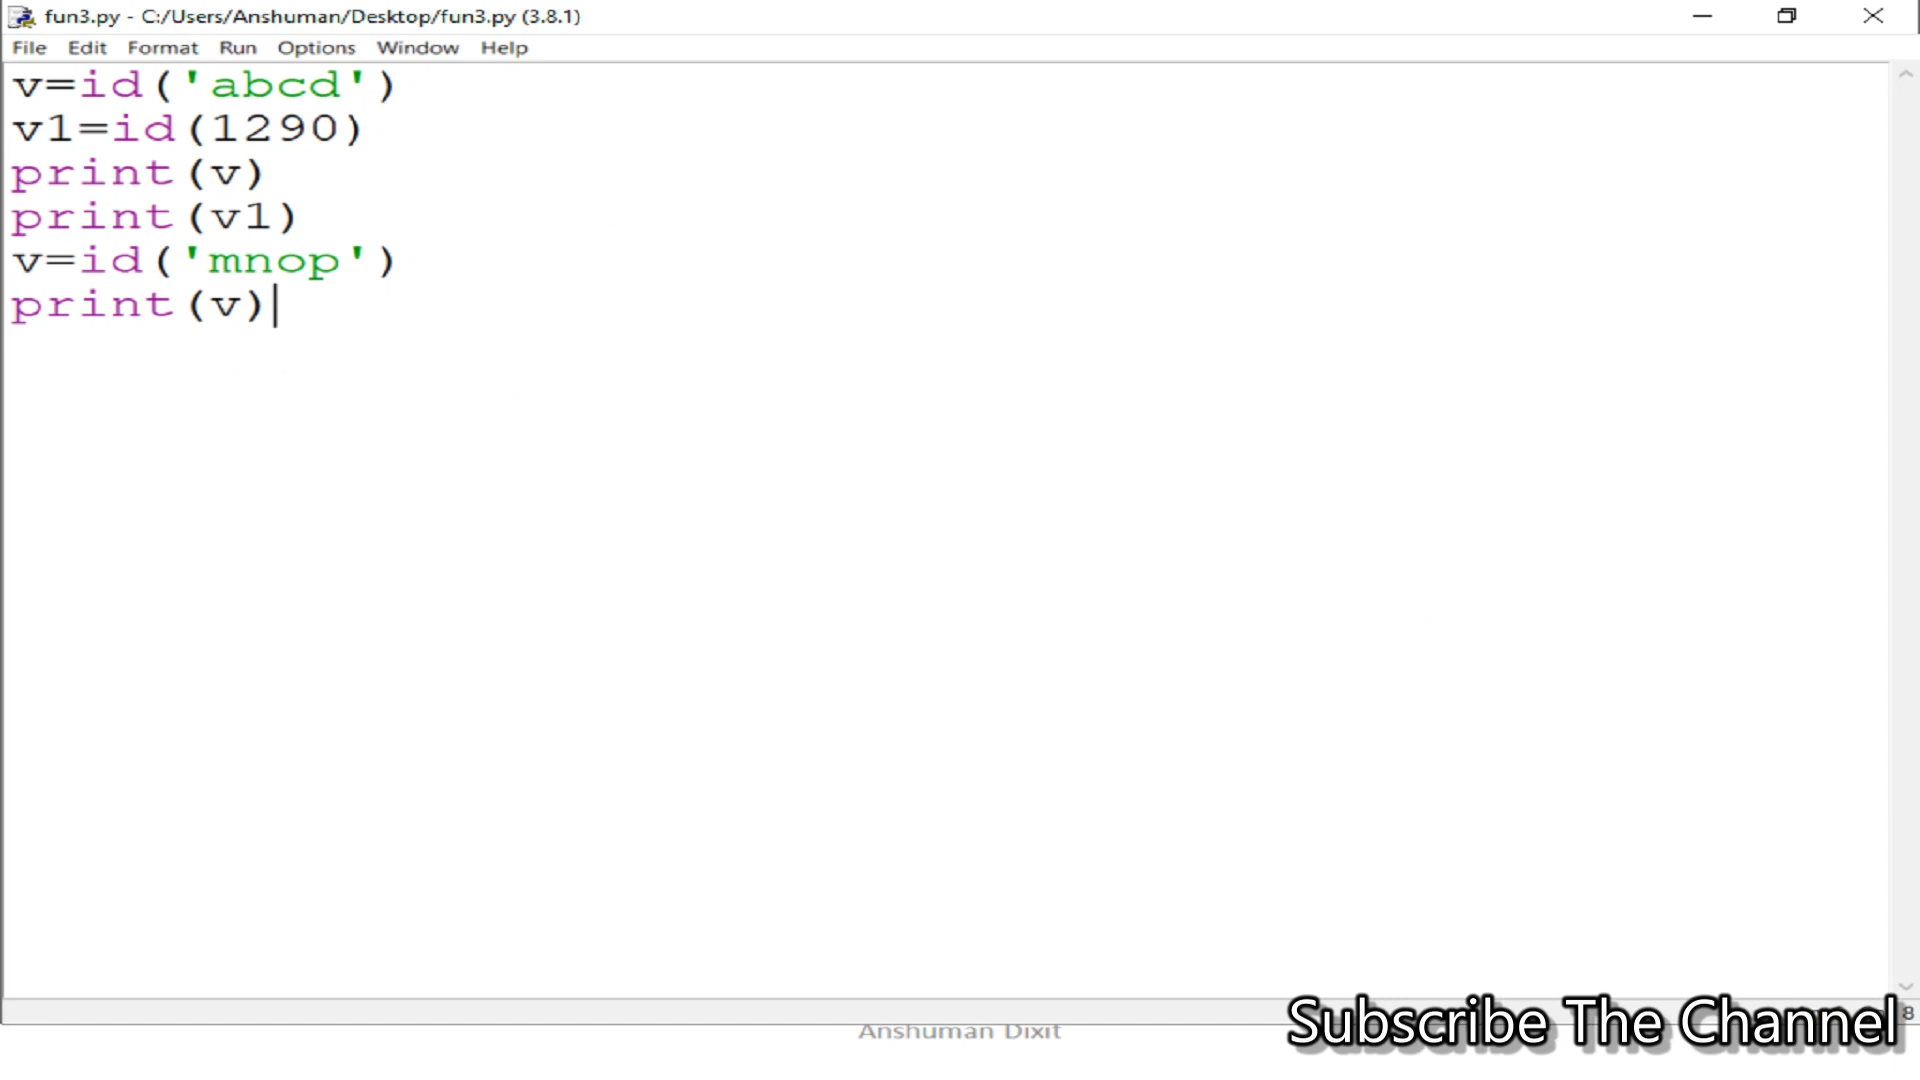 fun3.py - C:/Users/Anshuman/Desktop/fun3.py (3.8.1)
File Edit Format Run Options Window Help
v=id('abcd')
v1=id(1290)
print(v)
print(v1)
v=id('mnop')
print(v)
Subscribe The Channel 8
Anshuman Dixit